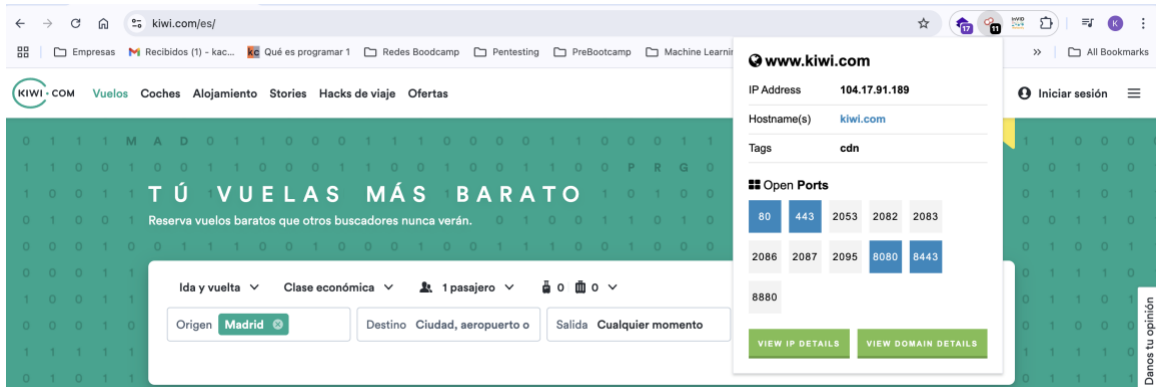 kiwi.com/es/
17
11
K
Empresas
Recibidos (1) - kac...
kc Qué es programar 1
Redes Boodcamp
Pentesting
PreBootcamp
Machine Learnin
All Bookmarks
KIWI.COM
Vuelos
Coches
Alojamiento
Stories
Hacks de viaje
Ofertas
Iniciar sesión
TÚ VUELAS MÁS BARATO
Reserva vuelos baratos que otros buscadores nunca verán.
Ida y vuelta
Clase económica
1 pasajero
0
0
Origen Madrid
Destino Ciudad, aeropuerto o
Salida Cualquier momento
www.kiwi.com
IP Address 104.17.91.189
Hostname(s) kiwi.com
Tags cdn
Open Ports
80 443 2053 2082 2083
2086 2087 2095 8080 8443
8880
VIEW IP DETAILS VIEW DOMAIN DETAILS
Danos tu opinión
M A D
P R G